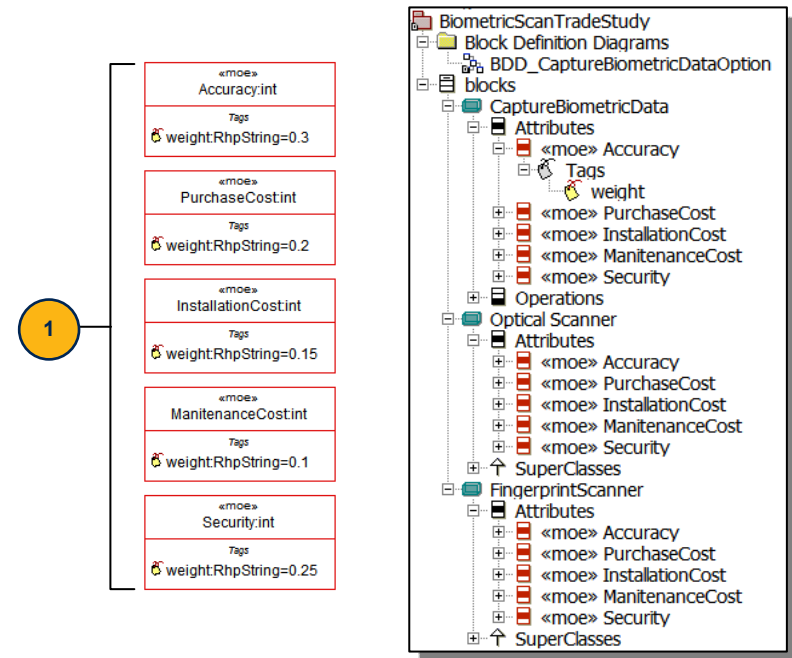 1
«moe»
Accuracy:int
Tags
weight:RhpString=0.3
«moe»
PurchaseCost:int
Tags
weight:RhpString=0.2
«moe»
InstallationCost:int
Tags
weight:RhpString=0.15
«moe»
ManitenanceCost:int
Tags
weight:RhpString=0.1
«moe»
Security:int
Tags
weight:RhpString=0.25
BiometricScanTradeStudy
Block Definition Diagrams
BDD_CaptureBiometricDataOption
blocks
CaptureBiometricData
Attributes
«moe» Accuracy
Tags
weight
«moe» PurchaseCost
«moe» InstallationCost
«moe» ManitenanceCost
«moe» Security
Operations
Optical Scanner
Attributes
«moe» Accuracy
«moe» PurchaseCost
«moe» InstallationCost
«moe» ManitenanceCost
«moe» Security
SuperClasses
FingerprintScanner
Attributes
«moe» Accuracy
«moe» PurchaseCost
«moe» InstallationCost
«moe» ManitenanceCost
«moe» Security
SuperClasses